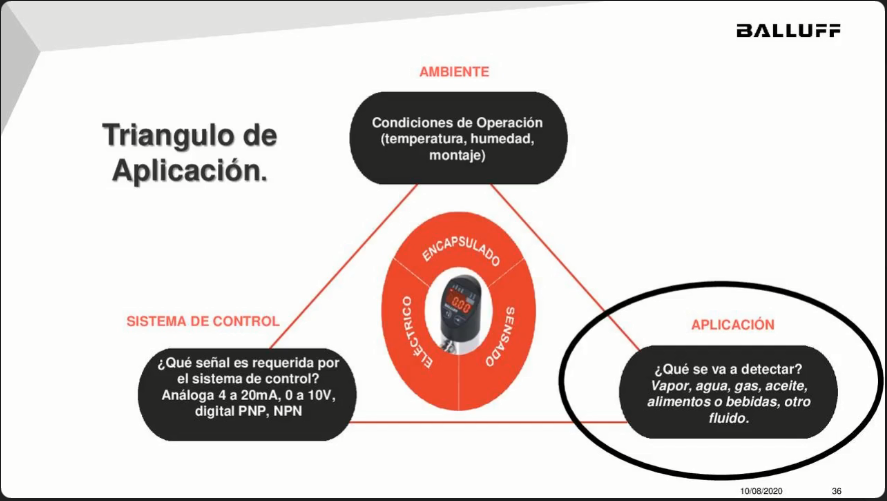 BALLUFF
AMBIENTE
Triangulo de
Aplicación.
Condiciones de Operación
(temperatura, humedad,
montaje)
ENCAPSULADO
ELÉCTRICO
SENSADO
0.00
SISTEMA DE CONTROL
¿Qué señal es requerida por
el sistema de control?
Análoga 4 a 20mA, 0 a 10V,
digital PNP, NPN
APLICACIÓN
¿Qué se va a detectar?
Vapor, agua, gas, aceite,
alimentos o bebidas, otro
fluido.
10/08/2020
36